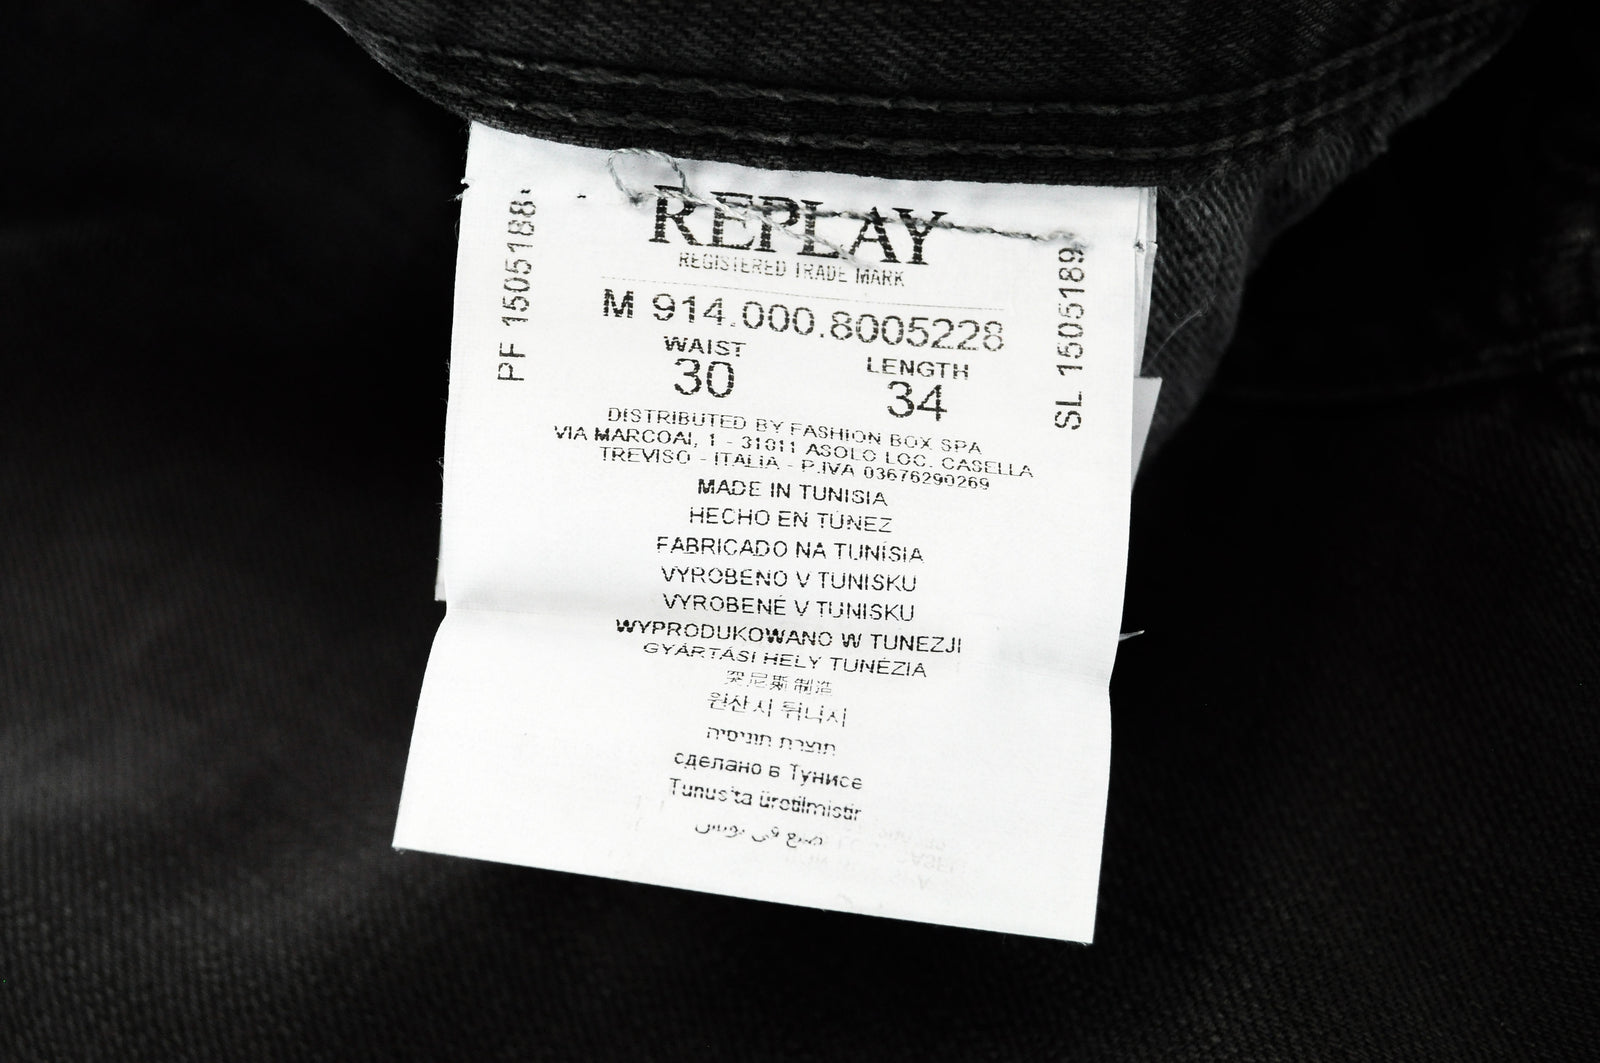 REPLAY
REGISTERED TRADE MARK
M 914.000.8005228
WAIST LENGTH
30 34
PF 1505188
SL 1505189
DISTRIBUTED BY FASHION BOX SPA
VIA MARCOAI, 1 - 31011 ASOLO LOC. CASELLA
TREVISO - ITALIA - P.IVA 03676290269
MADE IN TUNISIA
HECHO EN TÚNEZ
FABRICADO NA TUNÍSIA
VYROBENO V TUNISKU
VYROBENÉ V TUNISKU
WYPRODUKOWANO W TUNEZJI
GYÁRTÁSI HELY TUNÉZIA
突尼斯制造
원산지 튀니지
תוצרת תוניסיה
сделано в Тунисе
Tunus'ta üretilmistir
صنع في تونس